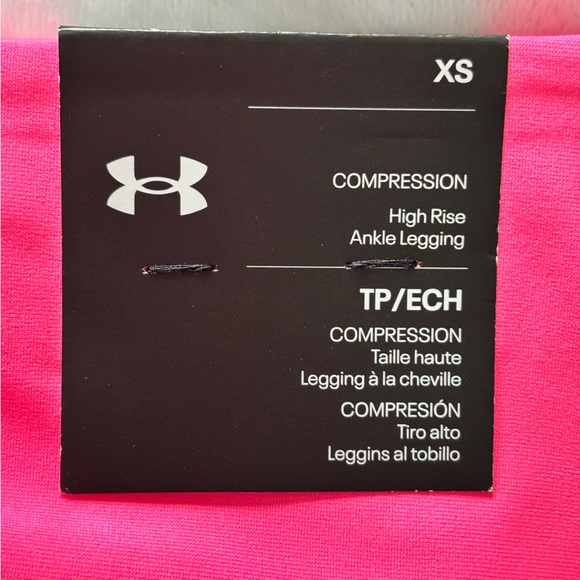 XS
COMPRESSION
High Rise
Ankle Legging
TP/ECH
COMPRESSION
Taille haute
Legging à la cheville
COMPRESIÓN
Tiro alto
Leggins al tobillo